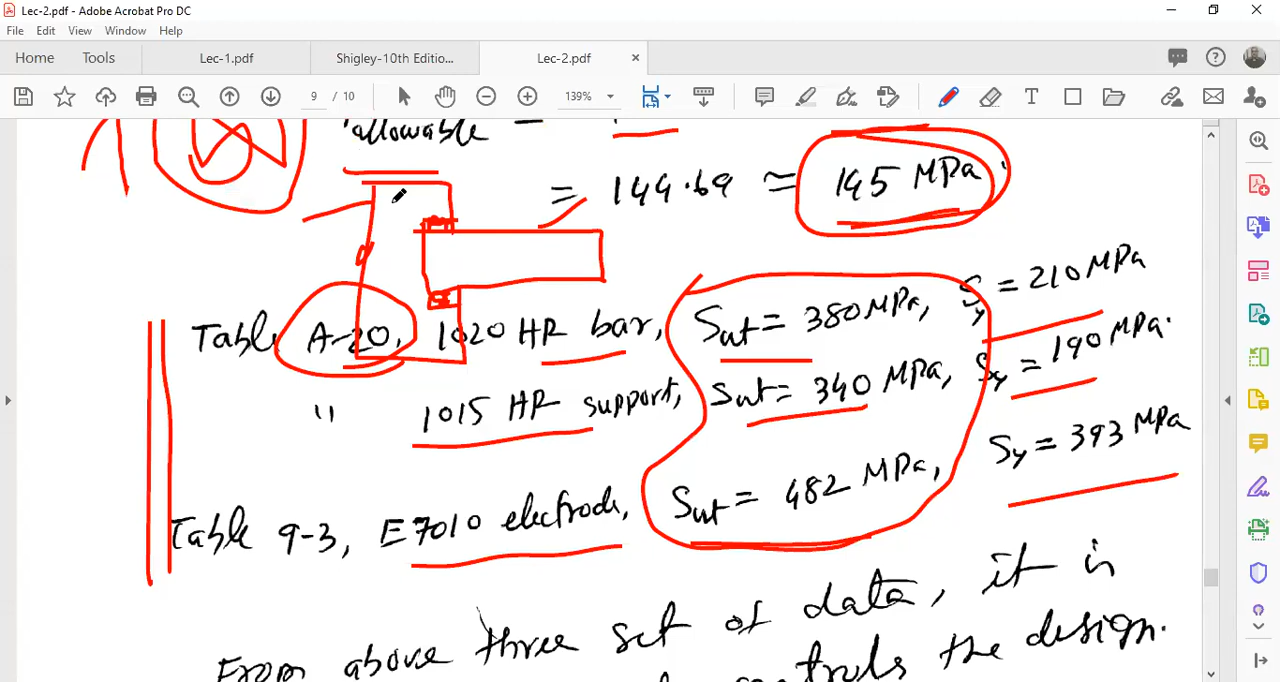 Lec-2.pdf - Adobe Acrobat Pro DC
File Edit View Window Help
Home Tools Lec-1.pdf Shigley-10th Editio... Lec-2.pdf ×
9 / 10 139%
allowable =
= 144.69 ≃ 145 MPa
Table A-20, 1020 HR bar, Sut = 380 MPa, Sy = 210 MPa
" 1015 HR support, Sut = 340 MPa, Sy = 190 MPa.
Table 9-3, E7010 electrode, Sut = 482 MPa, Sy = 393 MPa
From above three set of data, it is
controls the design.